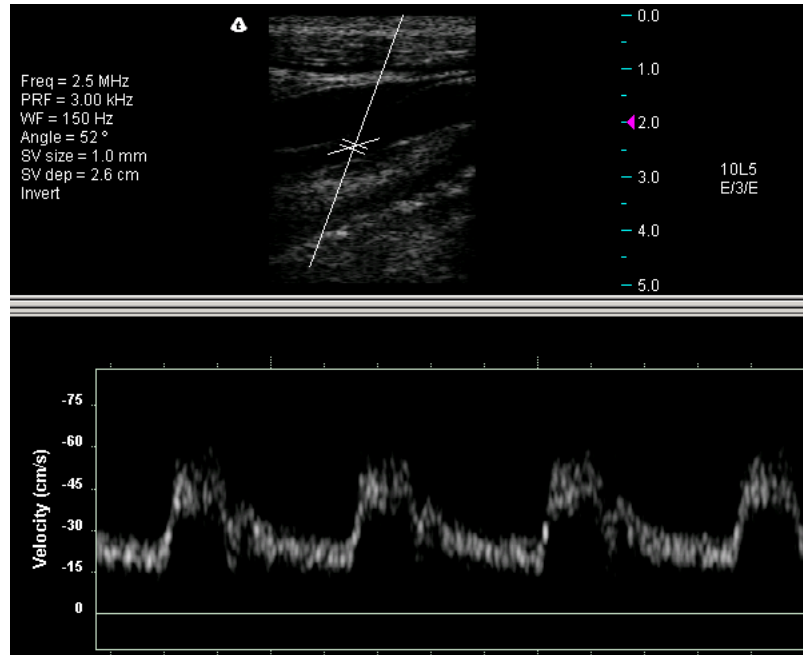 t
Freq = 2.5 MHz
PRF = 3.00 kHz
WF = 150 Hz
Angle = 52 °
SV size = 1.0 mm
SV dep = 2.6 cm
Invert
0.0
1.0
2.0
3.0
4.0
5.0
10L5
E/3/E
Velocity (cm/s)
-75
-60
-45
-30
-15
0